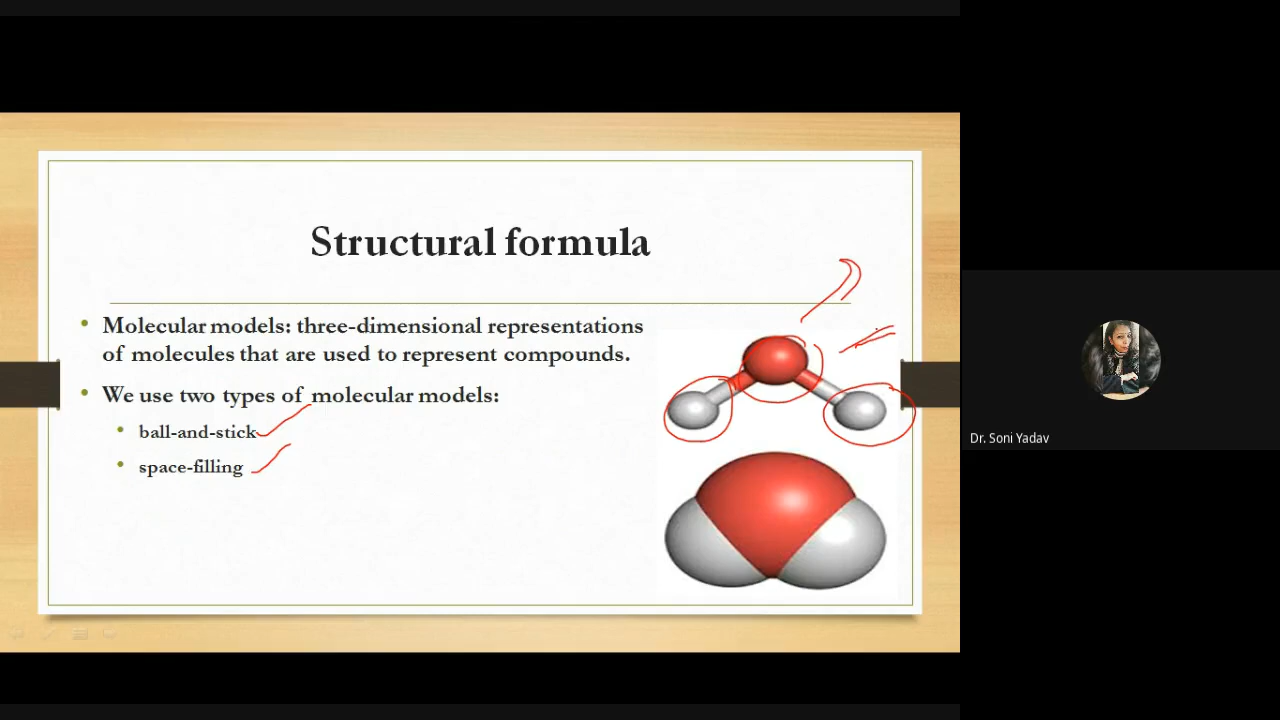 Structural formula
• Molecular models: three-dimensional representations
of molecules that are used to represent compounds.
• We use two types of molecular models:
• ball-and-stick
• space-filling
Dr. Soni Yadav